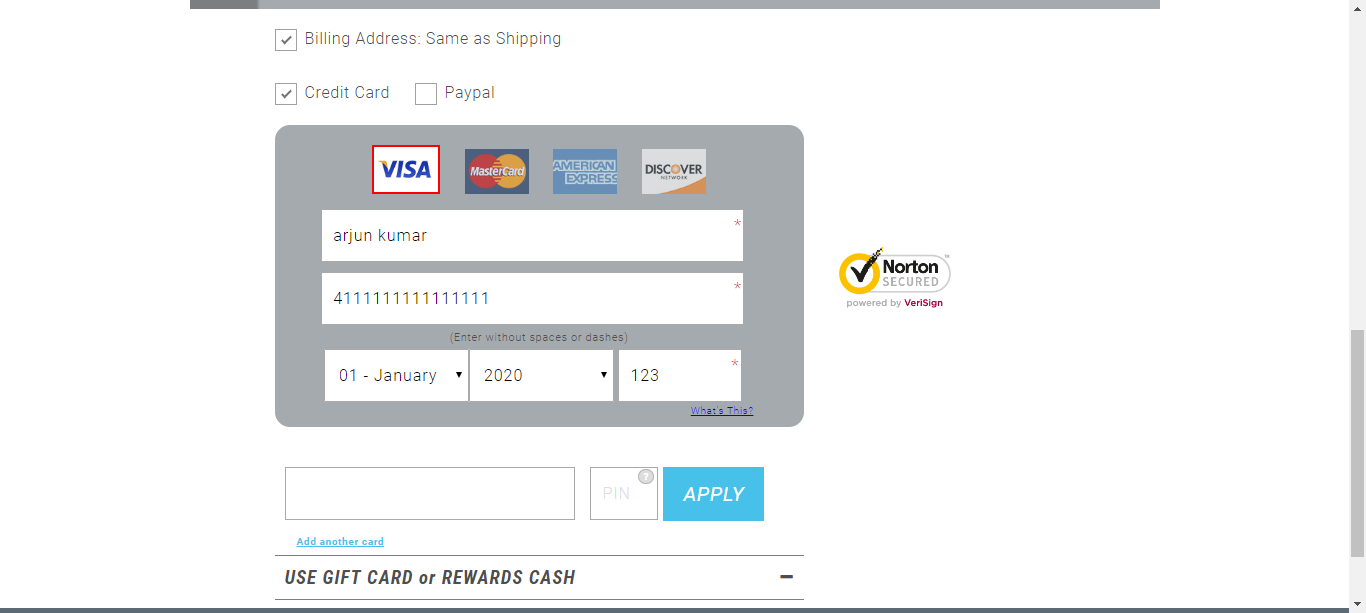 Billing Address: Same as Shipping
Credit Card Paypal
VISA MasterCard AMERICAN EXPRESS DISCOVER NETWORK
arjun kumar *
4111111111111111 *
(Enter without spaces or dashes)
01 - January 2020 123 *
What's This?
Norton
SECURED
powered by VeriSign
PIN ? APPLY
Add another card
USE GIFT CARD or REWARDS CASH